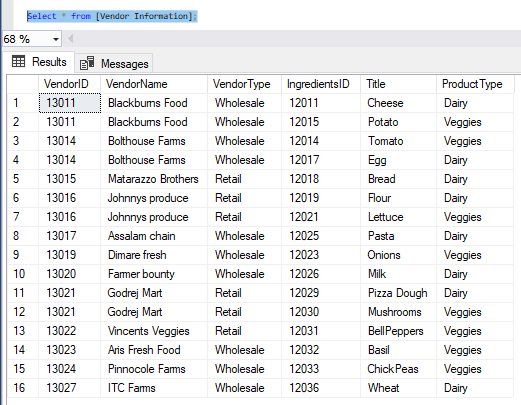 Select * from [Vendor Information];
68 %
Results Messages
VendorID VendorName VendorType IngredientsID Title ProductType
1 13011 Blackburns Food Wholesale 12011 Cheese Dairy
2 13011 Blackburns Food Wholesale 12015 Potato Veggies
3 13014 Bolthouse Farms Wholesale 12014 Tomato Veggies
4 13014 Bolthouse Farms Wholesale 12017 Egg Dairy
5 13015 Matarazzo Brothers Retail 12018 Bread Dairy
6 13016 Johnnys produce Retail 12019 Flour Dairy
7 13016 Johnnys produce Retail 12021 Lettuce Veggies
8 13017 Assalam chain Wholesale 12025 Pasta Dairy
9 13019 Dimare fresh Wholesale 12023 Onions Veggies
10 13020 Farmer bounty Wholesale 12026 Milk Dairy
11 13021 Godrej Mart Retail 12029 Pizza Dough Dairy
12 13021 Godrej Mart Retail 12030 Mushrooms Veggies
13 13022 Vincents Veggies Retail 12031 BellPeppers Veggies
14 13023 Aris Fresh Food Wholesale 12032 Basil Veggies
15 13024 Pinnocole Farms Wholesale 12033 ChickPeas Veggies
16 13027 ITC Farms Wholesale 12036 Wheat Dairy